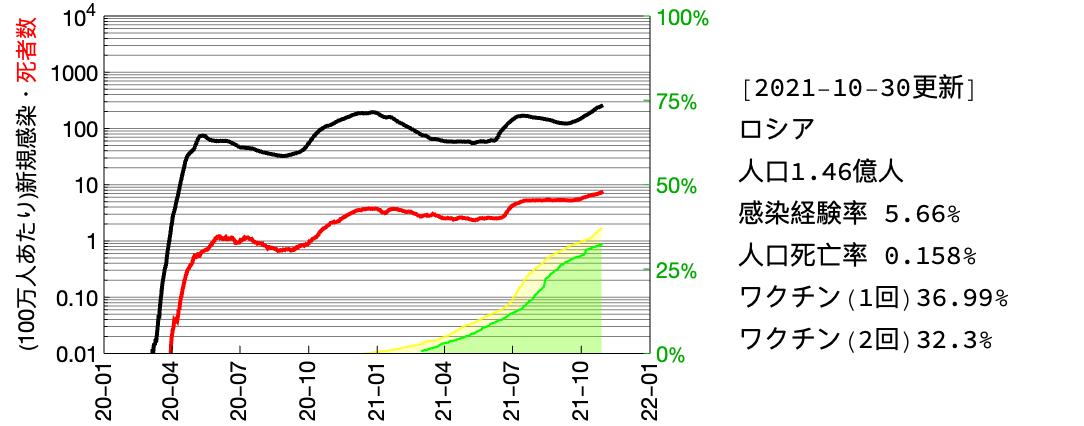 (100万人あたり)新規感染・死者数
10⁴
1000
100
10
1
0.10
0.01
100%
75%
50%
25%
0%
20-01
20-04
20-07
20-10
21-01
21-04
21-07
21-10
22-01
[2021-10-30更新]
ロシア
人口1.46億人
感染経験率 5.66%
人口死亡率 0.158%
ワクチン(1回)36.99%
ワクチン(2回)32.3%